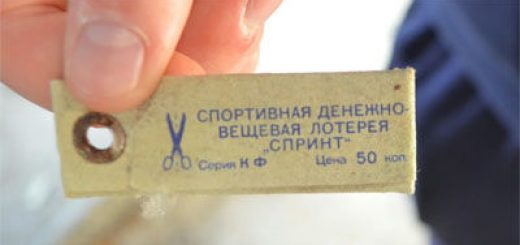 СПОРТИВНАЯ ДЕНЕЖНО-
ВЕЩЕВАЯ ЛОТЕРЕЯ
„СПРИНТ“
Серия К Ф Цена 50 коп.